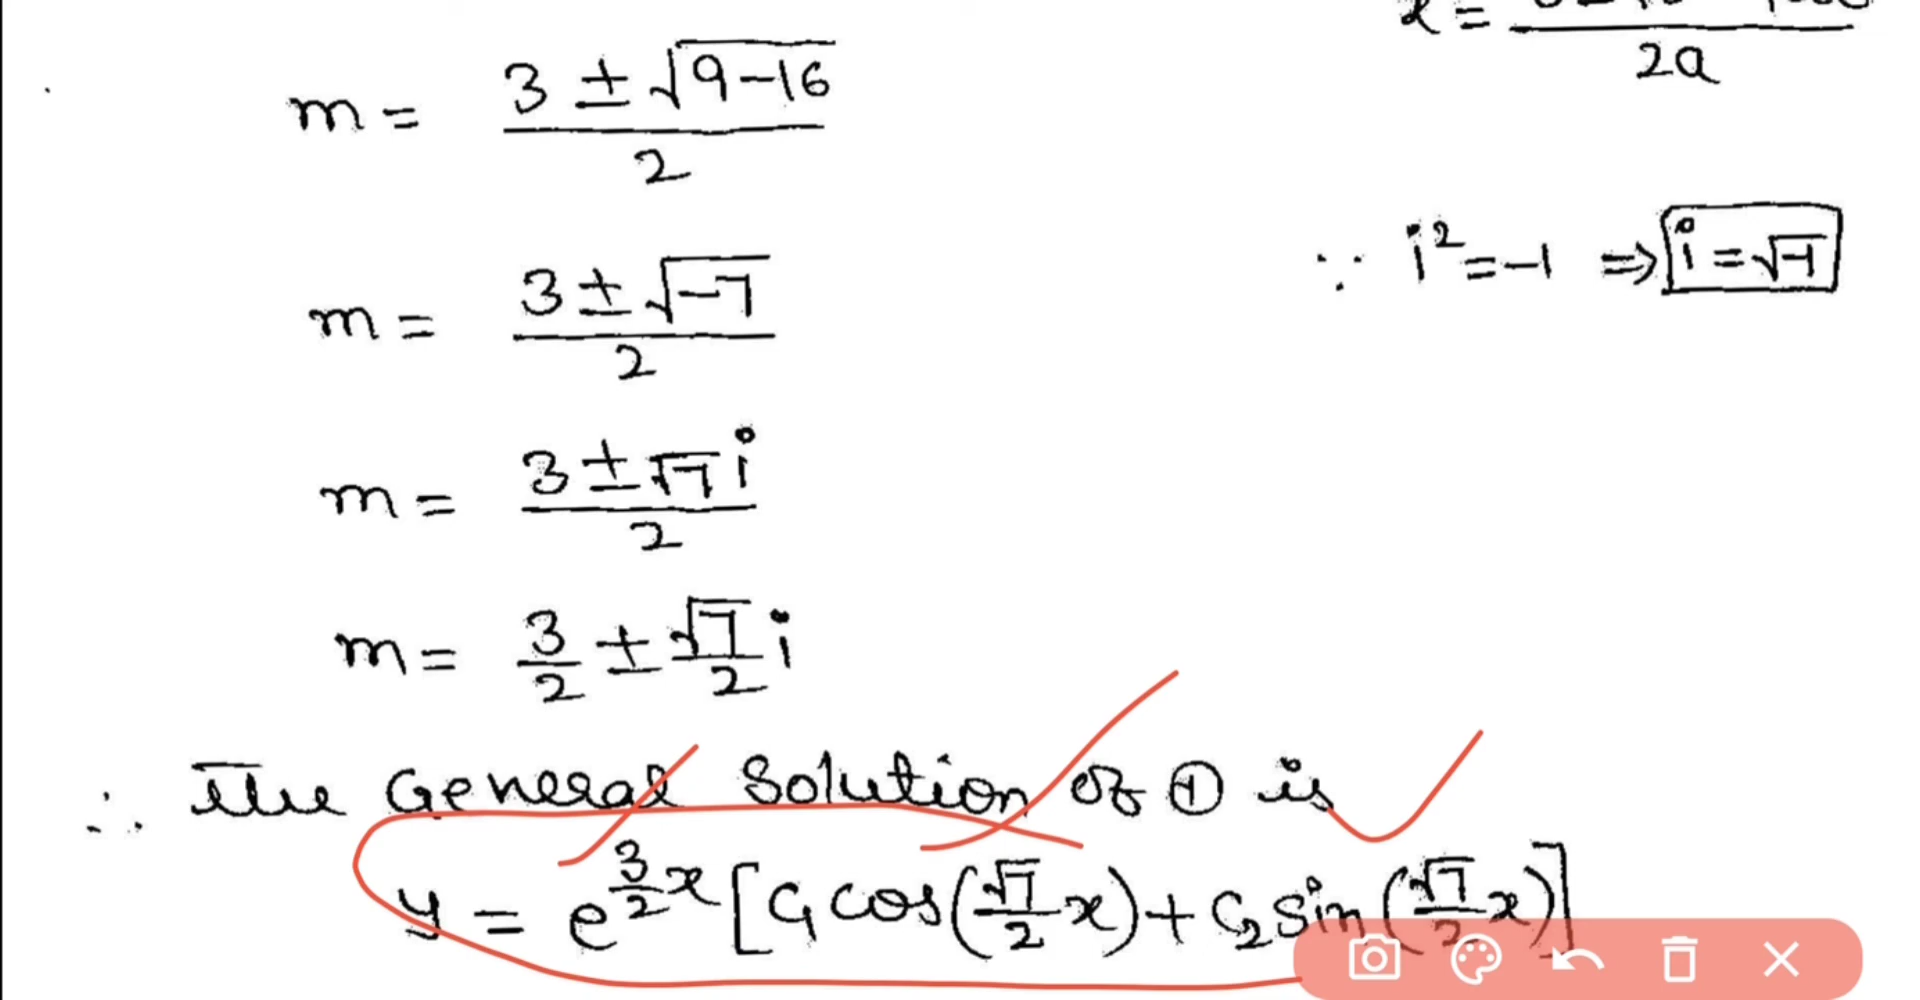 x =
2a
m = 3 ± √9-16 / 2
∵ i² = -1 ⇒ i = √-1
m = 3 ± √-7 / 2
m = 3 ± √7 i / 2
m = 3/2 ± √7/2 i
∴ The General Solution of ① is
y = e^(3/2 x) [C₁ cos(√7/2 x) + C₂ sin(√7/2 x)]